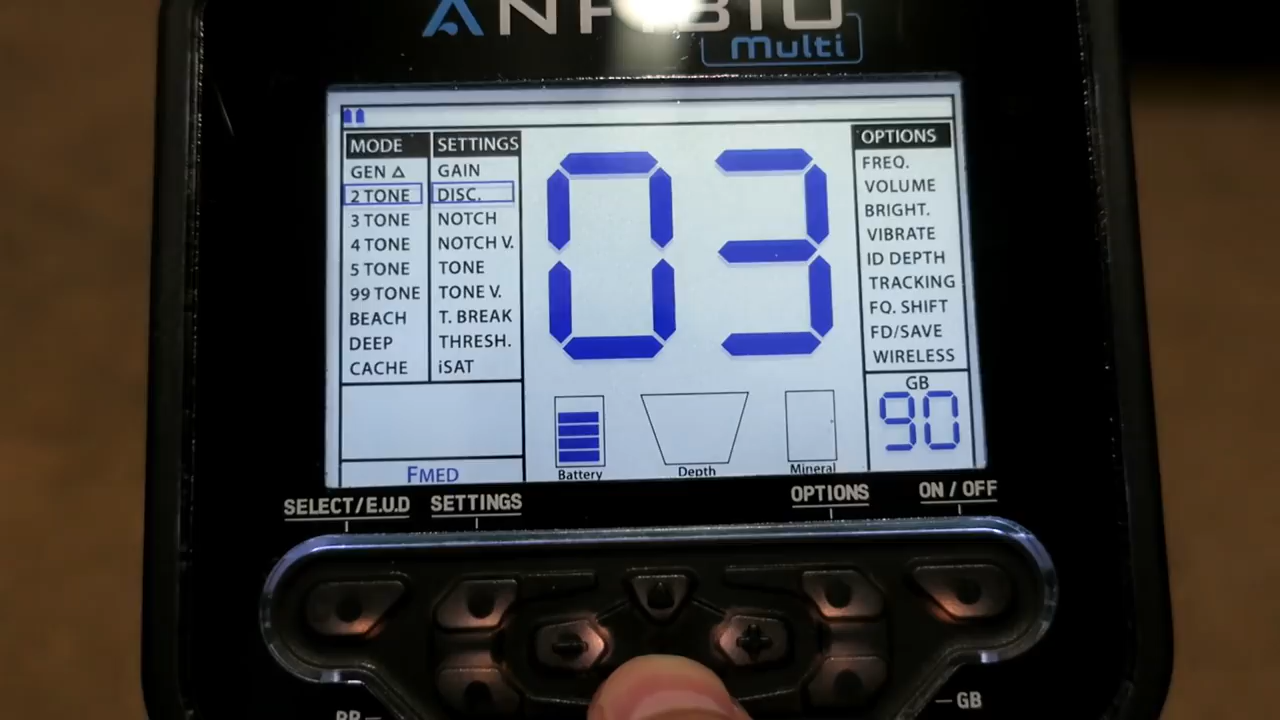 ANFIBIO
Multi
MODE
GEN △
2 TONE
3 TONE
4 TONE
5 TONE
99 TONE
BEACH
DEEP
CACHE
SETTINGS
GAIN
DISC.
NOTCH
NOTCH V.
TONE
TONE V.
T. BREAK
THRESH.
iSAT
03
OPTIONS
FREQ.
VOLUME
BRIGHT.
VIBRATE
ID DEPTH
TRACKING
FQ. SHIFT
FD/SAVE
WIRELESS
GB
90
FMED
Battery
Depth
Mineral
SELECT/E.U.D
SETTINGS
OPTIONS
ON / OFF
PP
GB